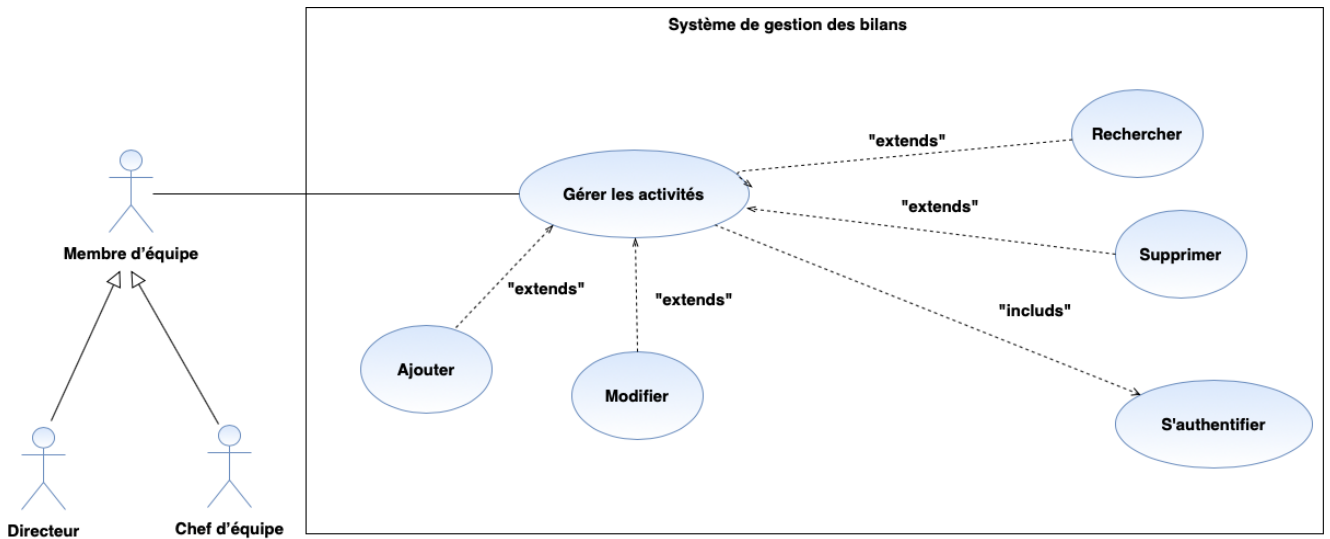 Système de gestion des bilans
Rechercher
"extends"
Gérer les activités
"extends"
Membre d’équipe
Supprimer
"extends"
"extends"
"includs"
Ajouter
Modifier
S'authentifier
Directeur
Chef d'équipe